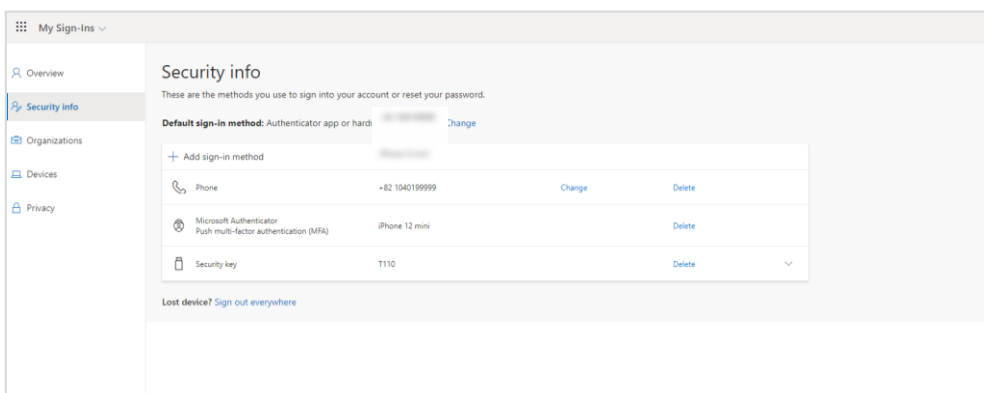 My Sign-Ins
Overview
Security info
Organizations
Devices
Privacy
Security info
These are the methods you use to sign into your account or reset your password.
Default sign-in method: Authenticator app or hard Change
Add sign-in method
Phone +82 1040199999 Change Delete
Microsoft Authenticator
Push multi-factor authentication (MFA) iPhone 12 mini Delete
Security key T110 Delete
Lost device? Sign out everywhere